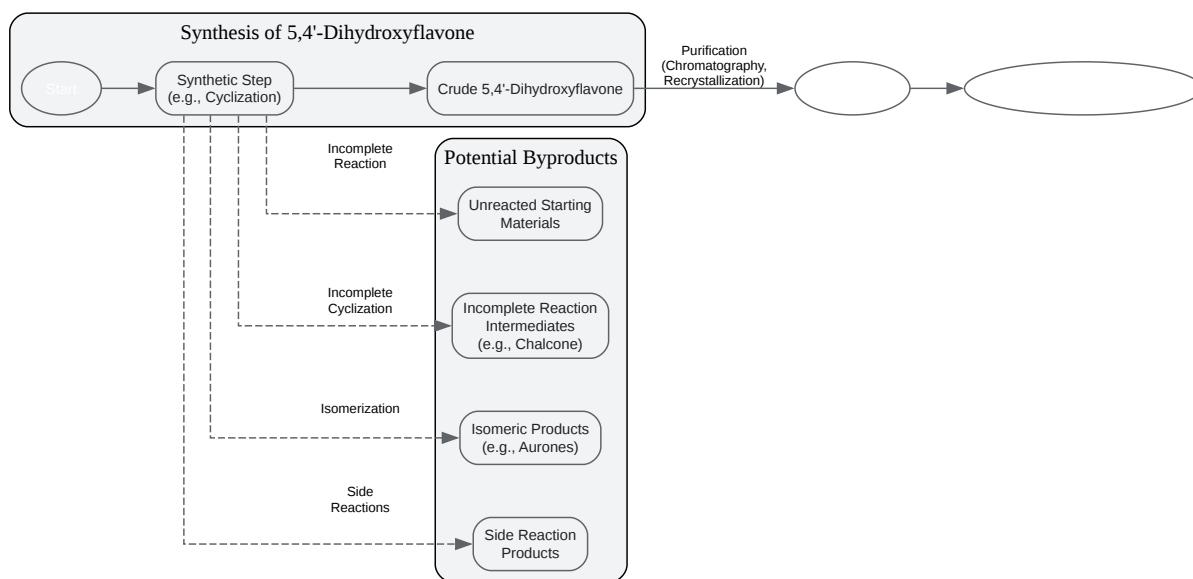 Synthesis of 5,4'-Dihydroxyflavone
Start
Synthetic Step
(e.g., Cyclization)
Crude 5,4'-Dihydroxyflavone
Purification
(Chromatography,
Recrystallization)
Incomplete
Reaction
Potential Byproducts
Unreacted Starting
Materials
Incomplete
Cyclization
Incomplete Reaction
Intermediates
(e.g., Chalcone)
Isomerization
Isomeric Products
(e.g., Aurones)
Side
Reactions
Side Reaction
Products